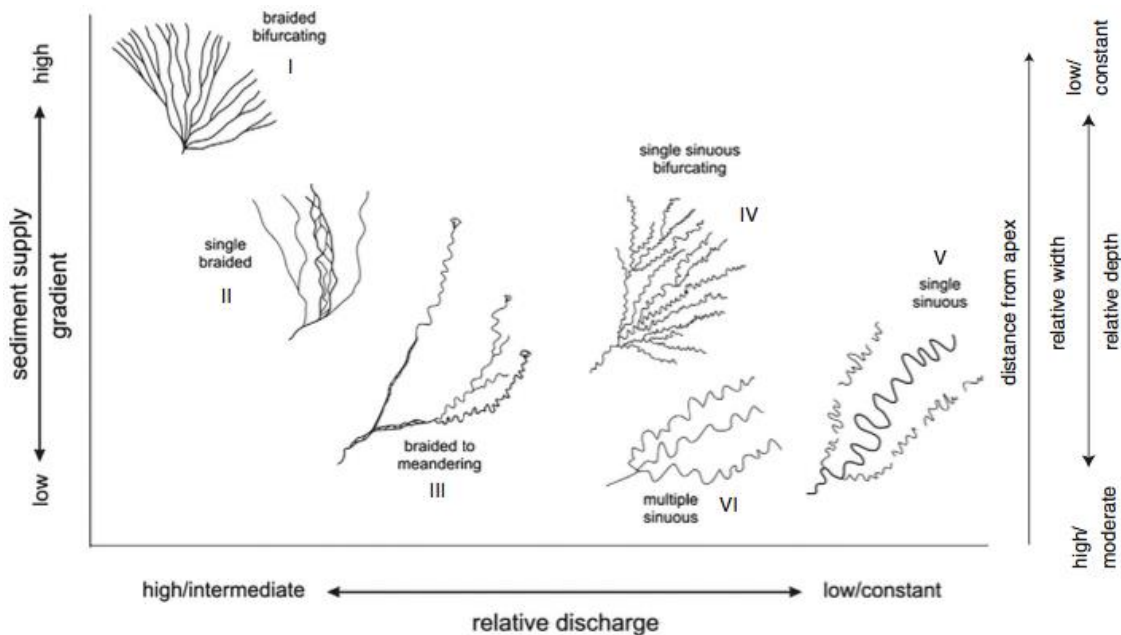 braided
bifurcating
I
high
sediment supply
gradient
low
single
braided
II
braided to
meandering
III
single sinuous
bifurcating
IV
V
single
sinuous
multiple
sinuous
VI
distance from apex
relative width
relative depth
low/
constant
high/
moderate
high/intermediate
low/constant
relative discharge